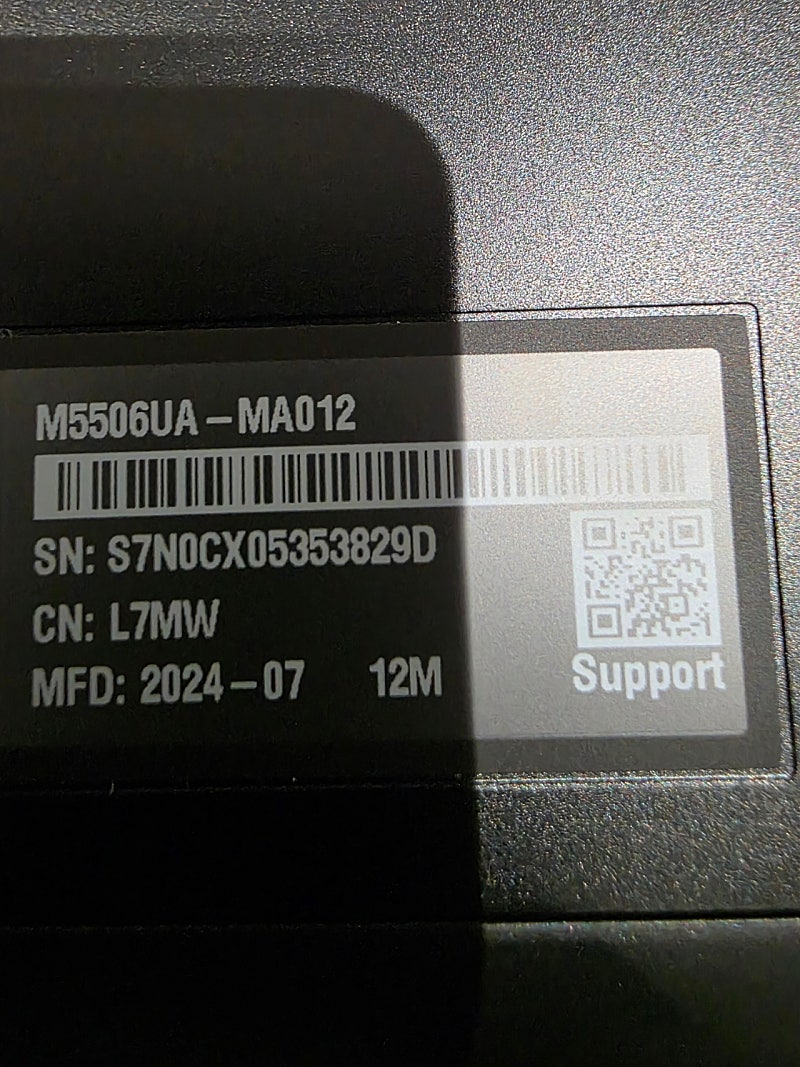 M5506UA-MA012
SN: S7N0CX05353829D
CN: L7MW
MFD: 2024-07 12M
Support